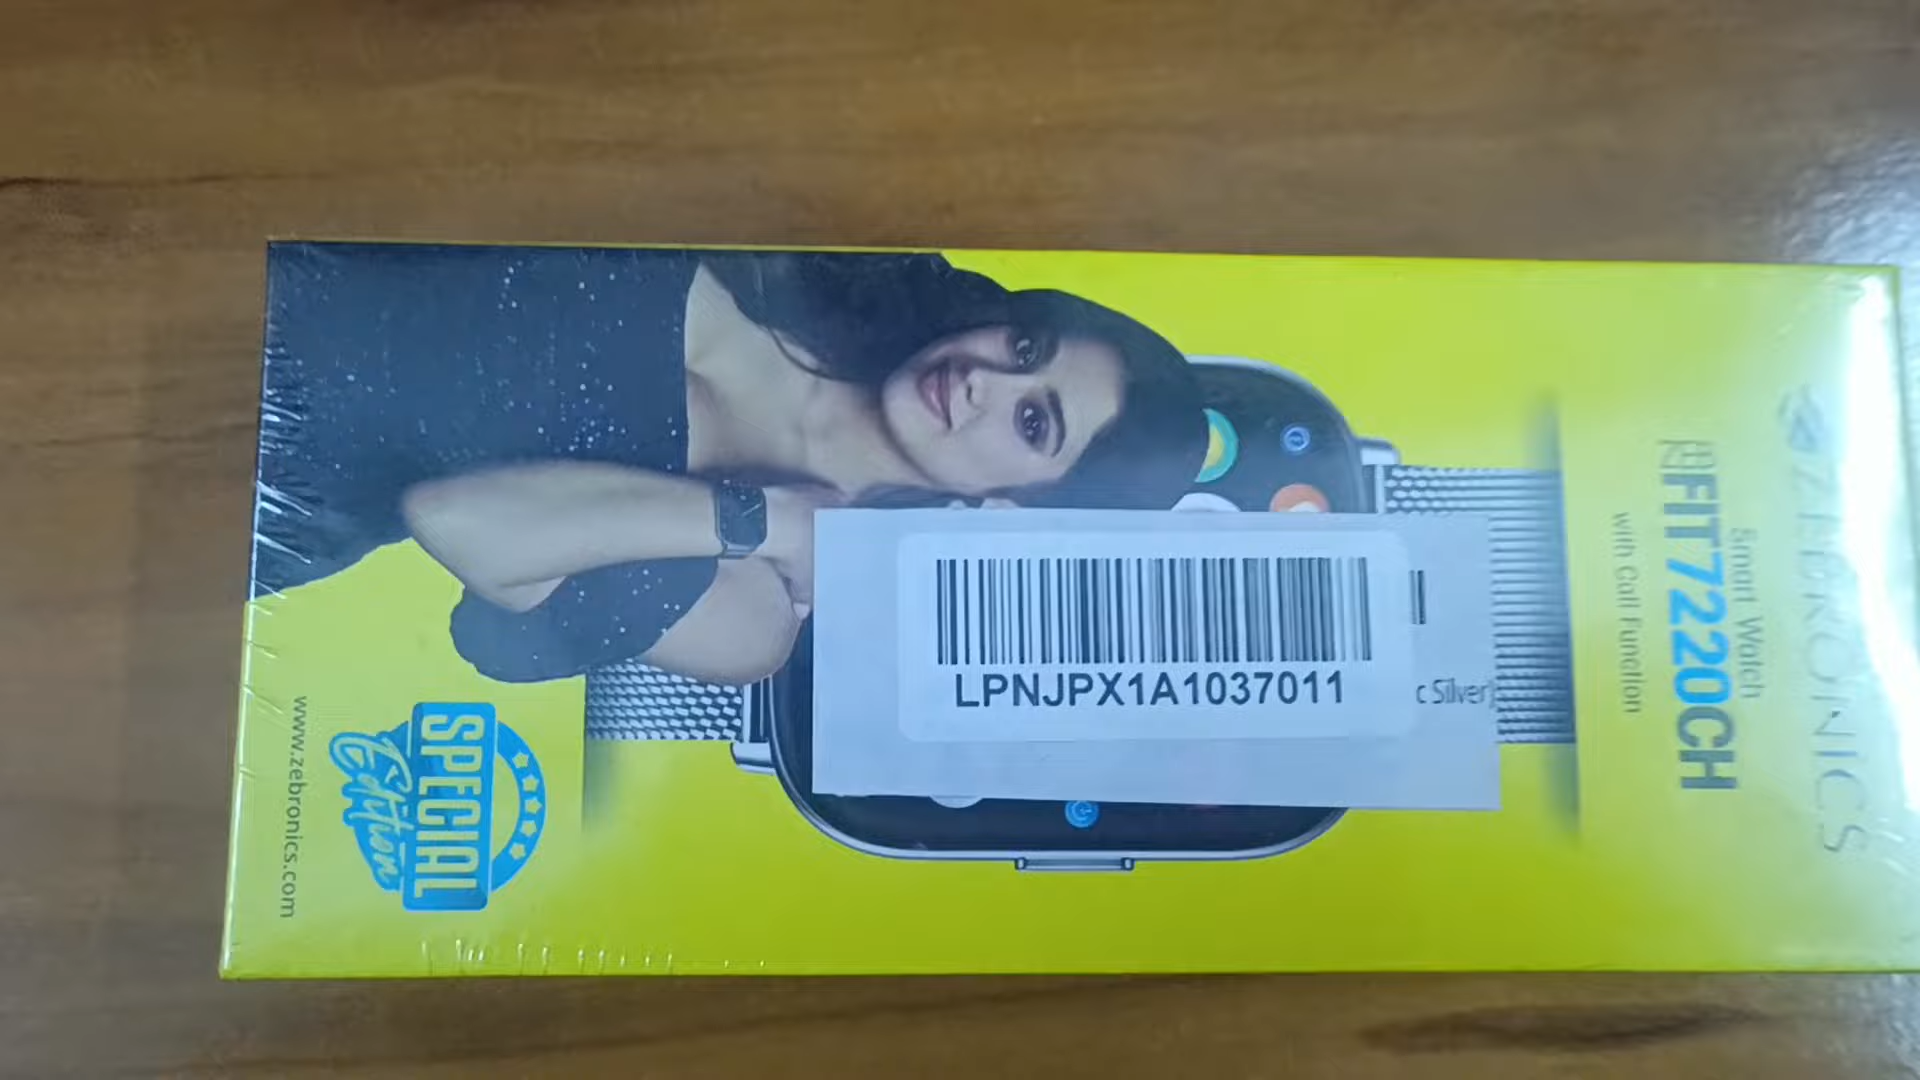 ZEBRONICS
Smart Watch
FIT7220CH
with Call Function
LPNJPX1A1037011
c Silver)
SPECIAL
Edition
www.zebronics.com